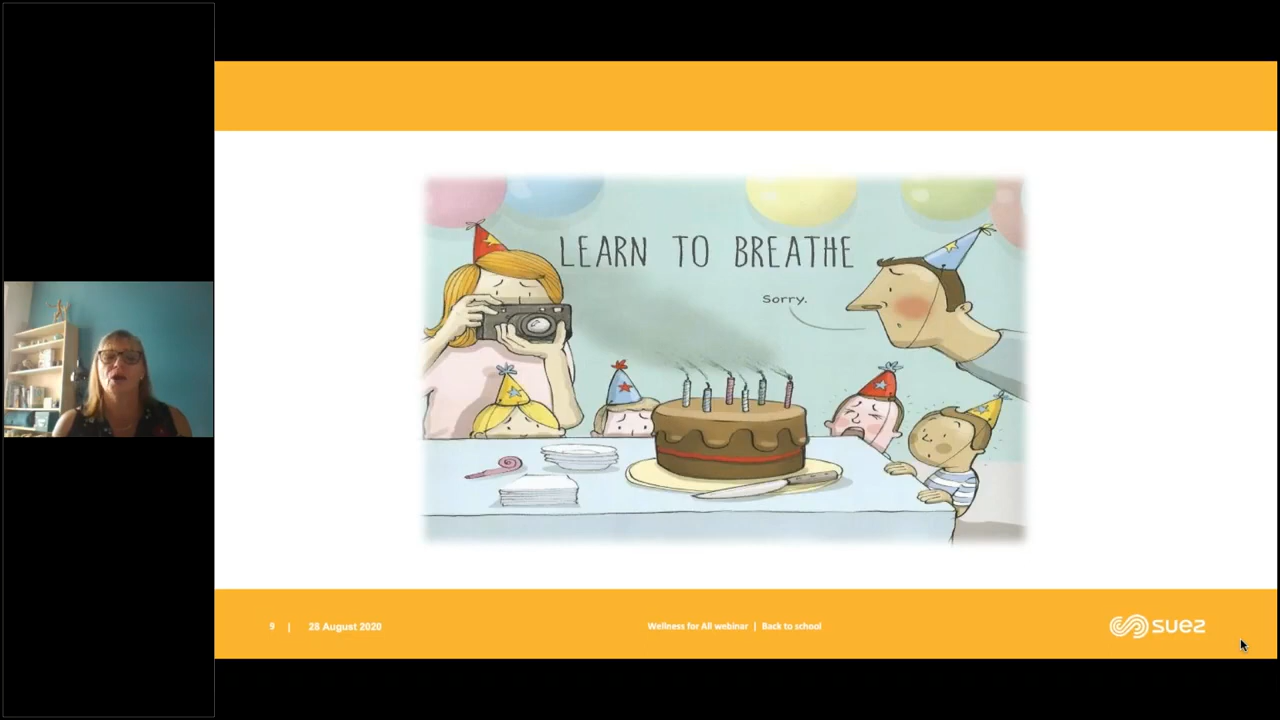 LEARN TO BREATHE
Sorry.
9 | 28 August 2020
Wellness for All webinar | Back to school
suez